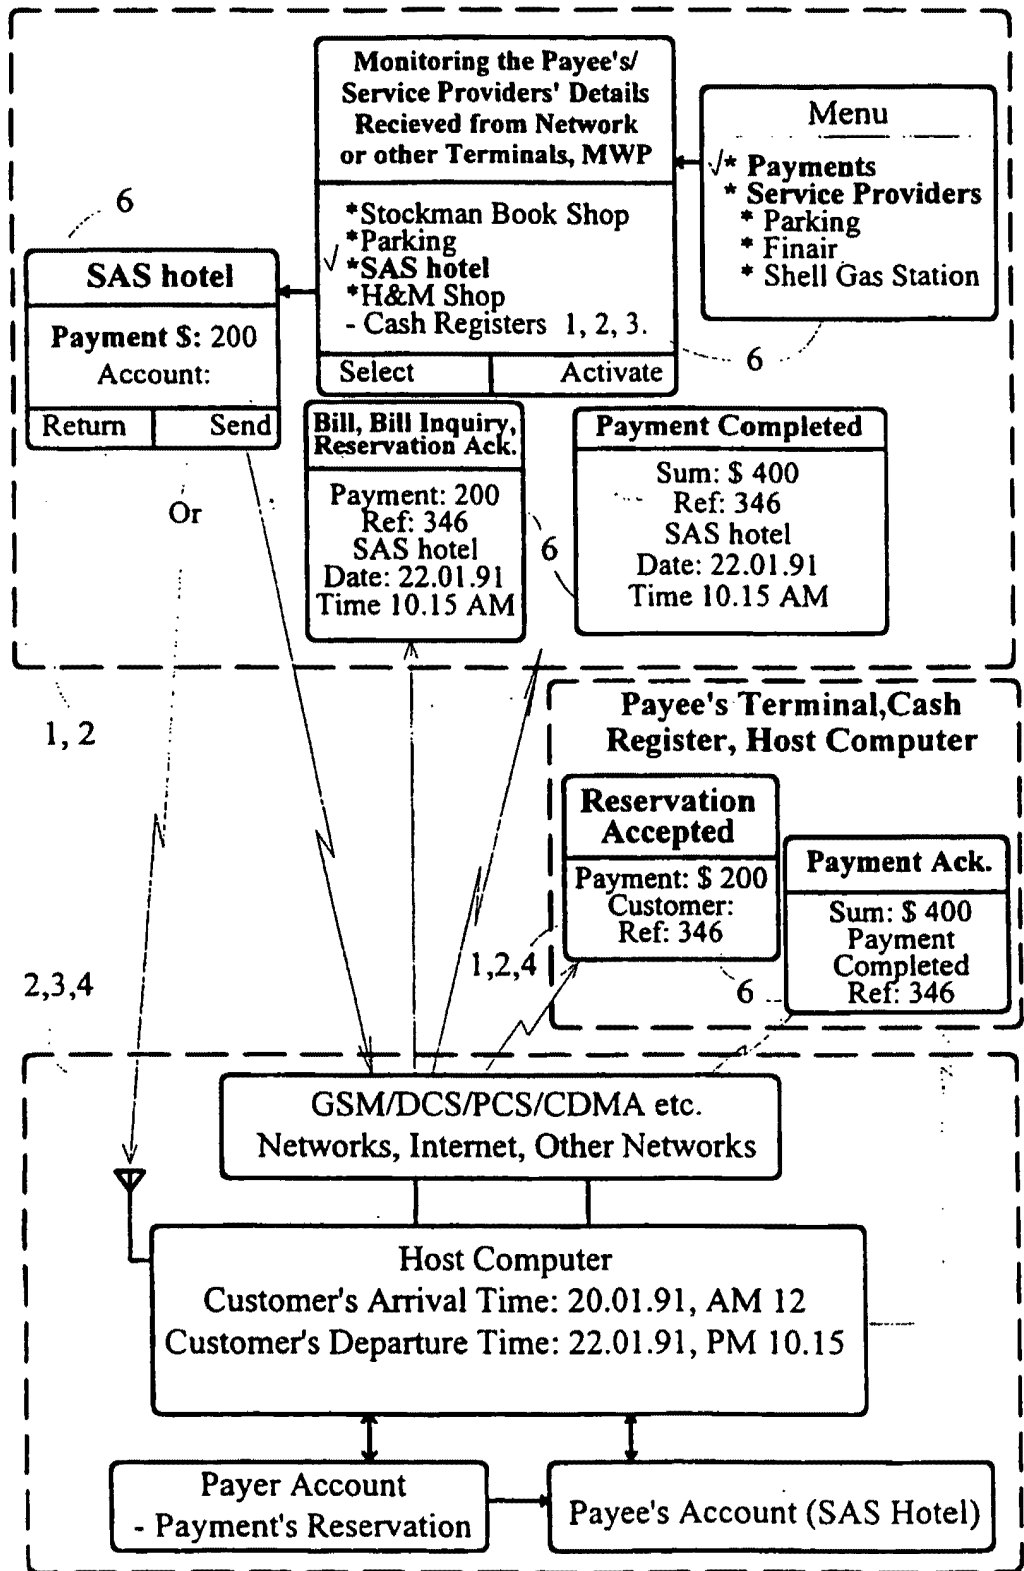 Monitoring the Payee's/
Service Providers' Details
Recieved from Network
or other Terminals, MWP
*Stockman Book Shop
*Parking
√
*SAS hotel
*H&M Shop
- Cash Registers 1, 2, 3.
Select
Activate
Menu
√* Payments
* Service Providers
* Parking
* Finair
* Shell Gas Station
6
6
SAS hotel
Payment $: 200
Account:
Return
Send
Or
Bill, Bill Inquiry,
Reservation Ack.
Payment: 200
Ref: 346
SAS hotel
Date: 22.01.91
Time 10.15 AM
6
Payment Completed
Sum: $ 400
Ref: 346
SAS hotel
Date: 22.01.91
Time 10.15 AM
1, 2
Payee's Terminal,Cash
Register, Host Computer
Reservation
Accepted
Payment: $ 200
Customer:
Ref: 346
Payment Ack.
Sum: $ 400
Payment
Completed
Ref: 346
1,2,4
6
2,3,4
GSM/DCS/PCS/CDMA etc.
Networks, Internet, Other Networks
Host Computer
Customer's Arrival Time: 20.01.91, AM 12
Customer's Departure Time: 22.01.91, PM 10.15
Payer Account
- Payment's Reservation
Payee's Account (SAS Hotel)